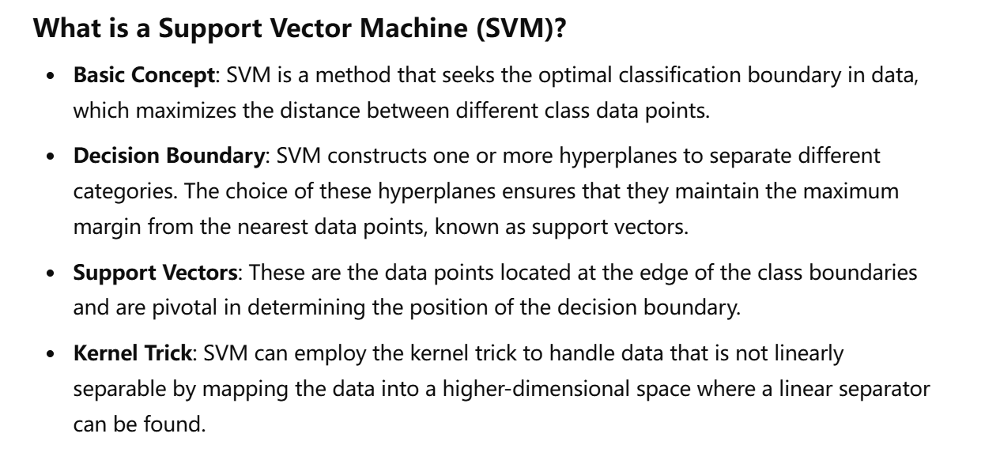 What is a Support Vector Machine (SVM)?
• Basic Concept: SVM is a method that seeks the optimal classification boundary in data,
which maximizes the distance between different class data points.
• Decision Boundary: SVM constructs one or more hyperplanes to separate different
categories. The choice of these hyperplanes ensures that they maintain the maximum
margin from the nearest data points, known as support vectors.
• Support Vectors: These are the data points located at the edge of the class boundaries
and are pivotal in determining the position of the decision boundary.
• Kernel Trick: SVM can employ the kernel trick to handle data that is not linearly
separable by mapping the data into a higher-dimensional space where a linear separator
can be found.